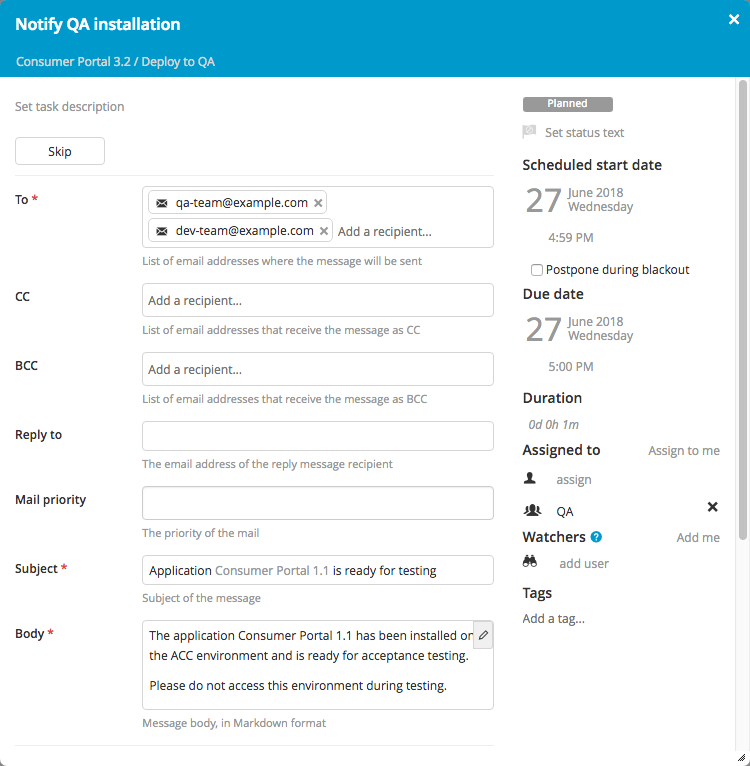 Notify QA installation
Consumer Portal 3.2 / Deploy to QA
Set task description
Skip
To *
qa-team@example.com
dev-team@example.com Add a recipient...
List of email addresses where the message will be sent
CC
Add a recipient...
List of email addresses that receive the message as CC
BCC
Add a recipient...
List of email addresses that receive the message as BCC
Reply to
The email address of the reply message recipient
Mail priority
The priority of the mail
Subject *
Application Consumer Portal 1.1 is ready for testing
Subject of the message
Body *
The application Consumer Portal 1.1 has been installed on
the ACC environment and is ready for acceptance testing.
Please do not access this environment during testing.
Message body, in Markdown format
Planned
Set status text
Scheduled start date
27 June 2018
Wednesday
4:59 PM
Postpone during blackout
Due date
27 June 2018
Wednesday
5:00 PM
Duration
0d 0h 1m
Assigned to Assign to me
assign
QA
Watchers ? Add me
add user
Tags
Add a tag...